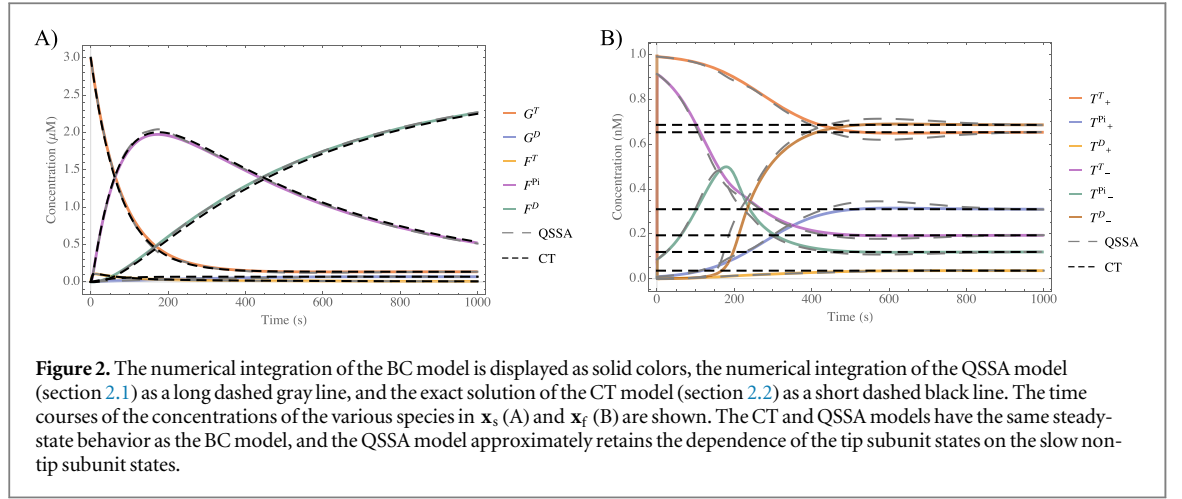 A)
3.0
2.5
2.0
1.5
1.0
0.5
0.0
Concentration (μM)
0
200
400
600
800
1000
Time (s)
G^T
G^D
F^T
F^Pi
F^D
QSSA
CT
B)
1.0
0.8
0.6
0.4
0.2
0.0
Concentration (nM)
0
200
400
600
800
1000
Time (s)
T^T_+
T^Pi_+
T^D_+
T^T_−
T^Pi_−
T^D_−
QSSA
CT
Figure 2. The numerical integration of the BC model is displayed as solid colors, the numerical integration of the QSSA model
(section 2.1) as a long dashed gray line, and the exact solution of the CT model (section 2.2) as a short dashed black line. The time
courses of the concentrations of the various species in x_s (A) and x_f (B) are shown. The CT and QSSA models have the same steady-
state behavior as the BC model, and the QSSA model approximately retains the dependence of the tip subunit states on the slow non-
tip subunit states.